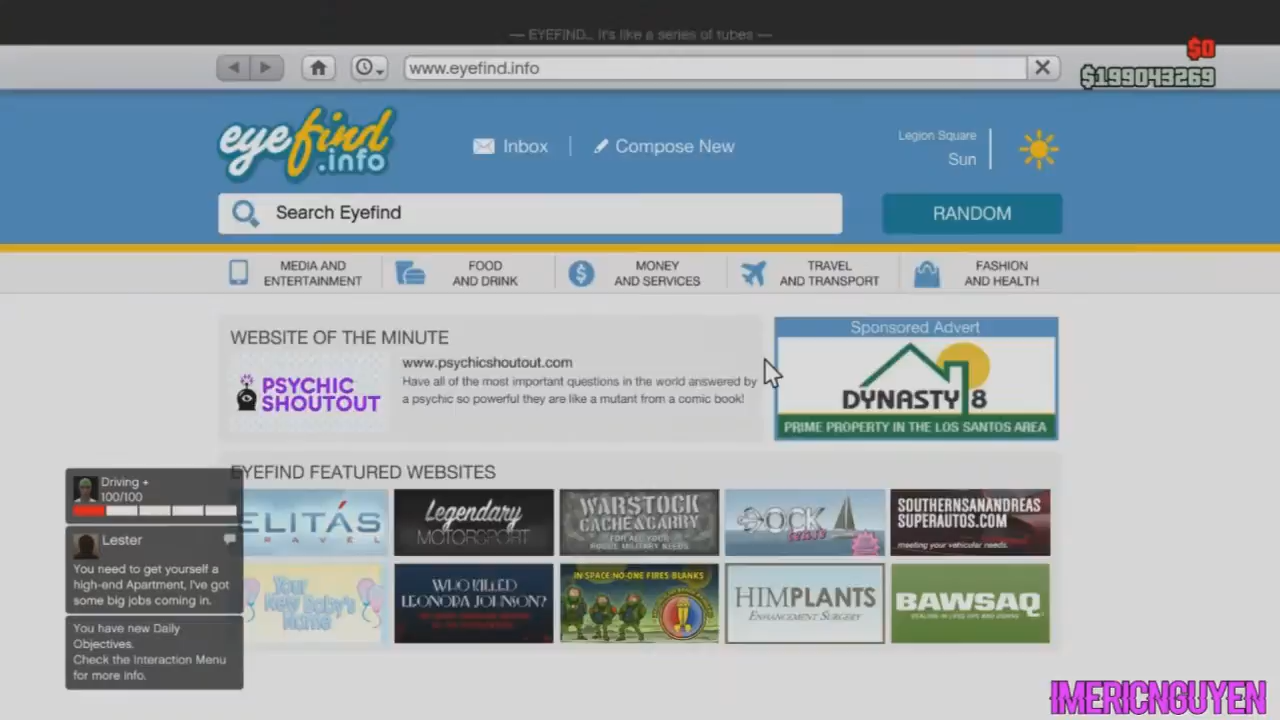 — EYEFIND... It's like a series of tubes —
www.eyefind.info
$0
$199043269
eyefind
.info
Inbox
Compose New
Legion Square
Sun
Search Eyefind
RANDOM
MEDIA AND
ENTERTAINMENT
FOOD
AND DRINK
MONEY
AND SERVICES
TRAVEL
AND TRANSPORT
FASHION
AND HEALTH
WEBSITE OF THE MINUTE
PSYCHIC
SHOUTOUT
www.psychicshoutout.com
Have all of the most important questions in the world answered by
a psychic so powerful they are like a mutant from a comic book!
Sponsored Advert
DYNASTY 8
PRIME PROPERTY IN THE LOS SANTOS AREA
EYEFIND FEATURED WEBSITES
ELITÁS
TRAVEL
Legendary
MOTORSPORT
WARSTOCK
CACHE & CARRY
FOR ALL YOUR
ROGUE MILITARY NEEDS
DOCK
SOUTHERNSANANDREAS
SUPERAUTOS.COM
meeting your vehicular needs.
Your
New Baby's
Name
WHO KILLED
LEONORA JOHNSON?
IN SPACE NO-ONE FIRES BLANKS
HIMPLANTS
ENHANCEMENT SURGERY
BAWSAQ
Driving +
100/100
Lester
You need to get yourself a
high-end Apartment, I've got
some big jobs coming in.
You have new Daily
Objectives.
Check the Interaction Menu
for more info.
IMERICNGUYEN